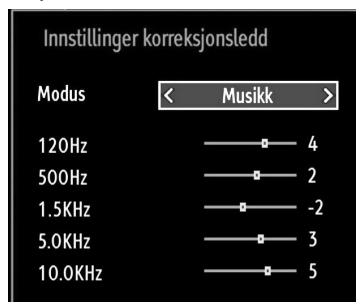 Innstillinger korreksjonsledd
Modus < Musikk >
120Hz 4
500Hz 2
1.5KHz -2
5.0KHz 3
10.0KHz 5